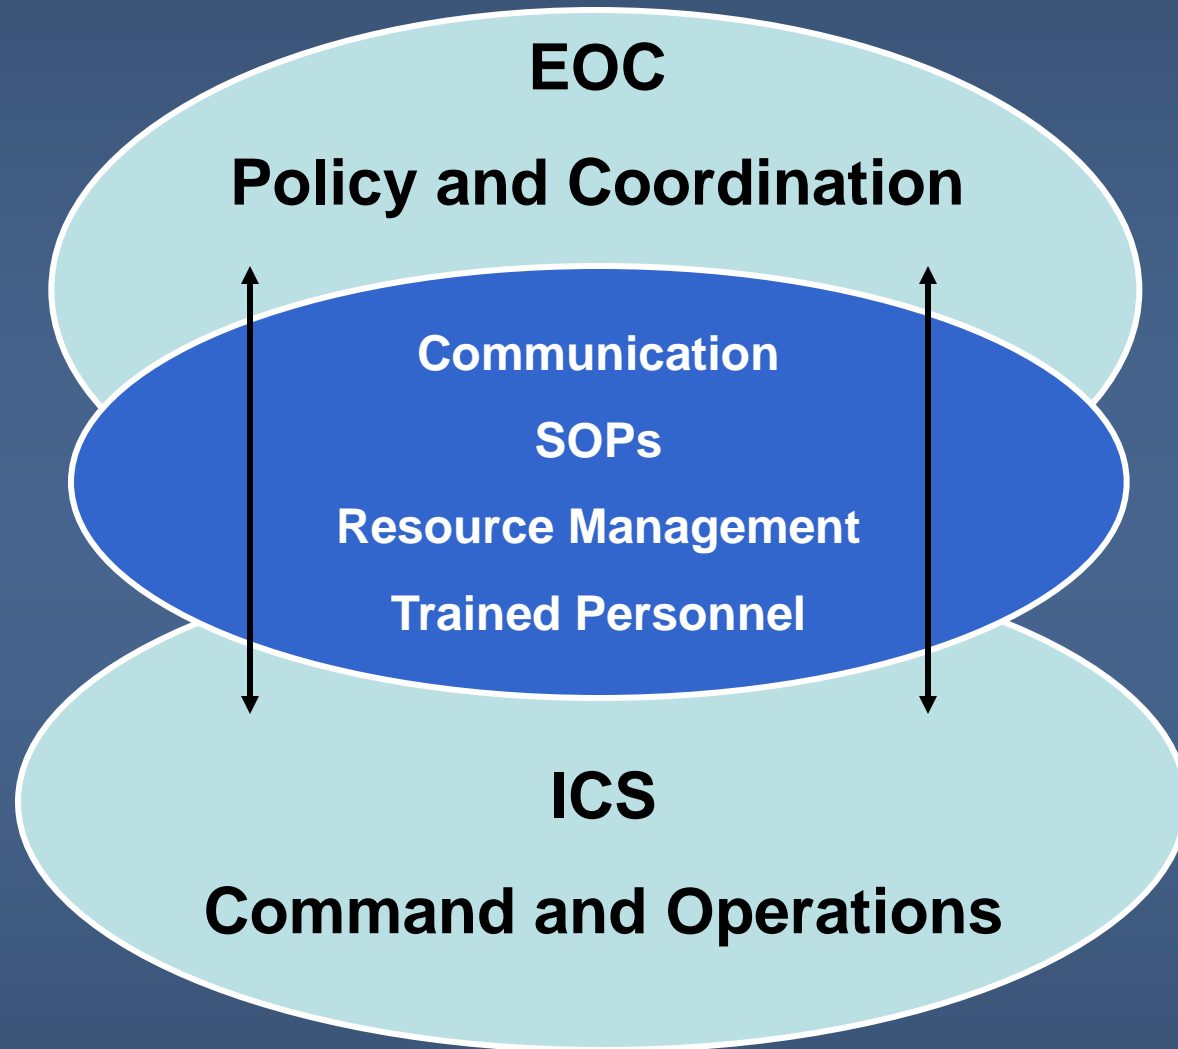 EOC
Policy and Coordination
Communication
SOPs
Resource Management
Trained Personnel
ICS
Command and Operations